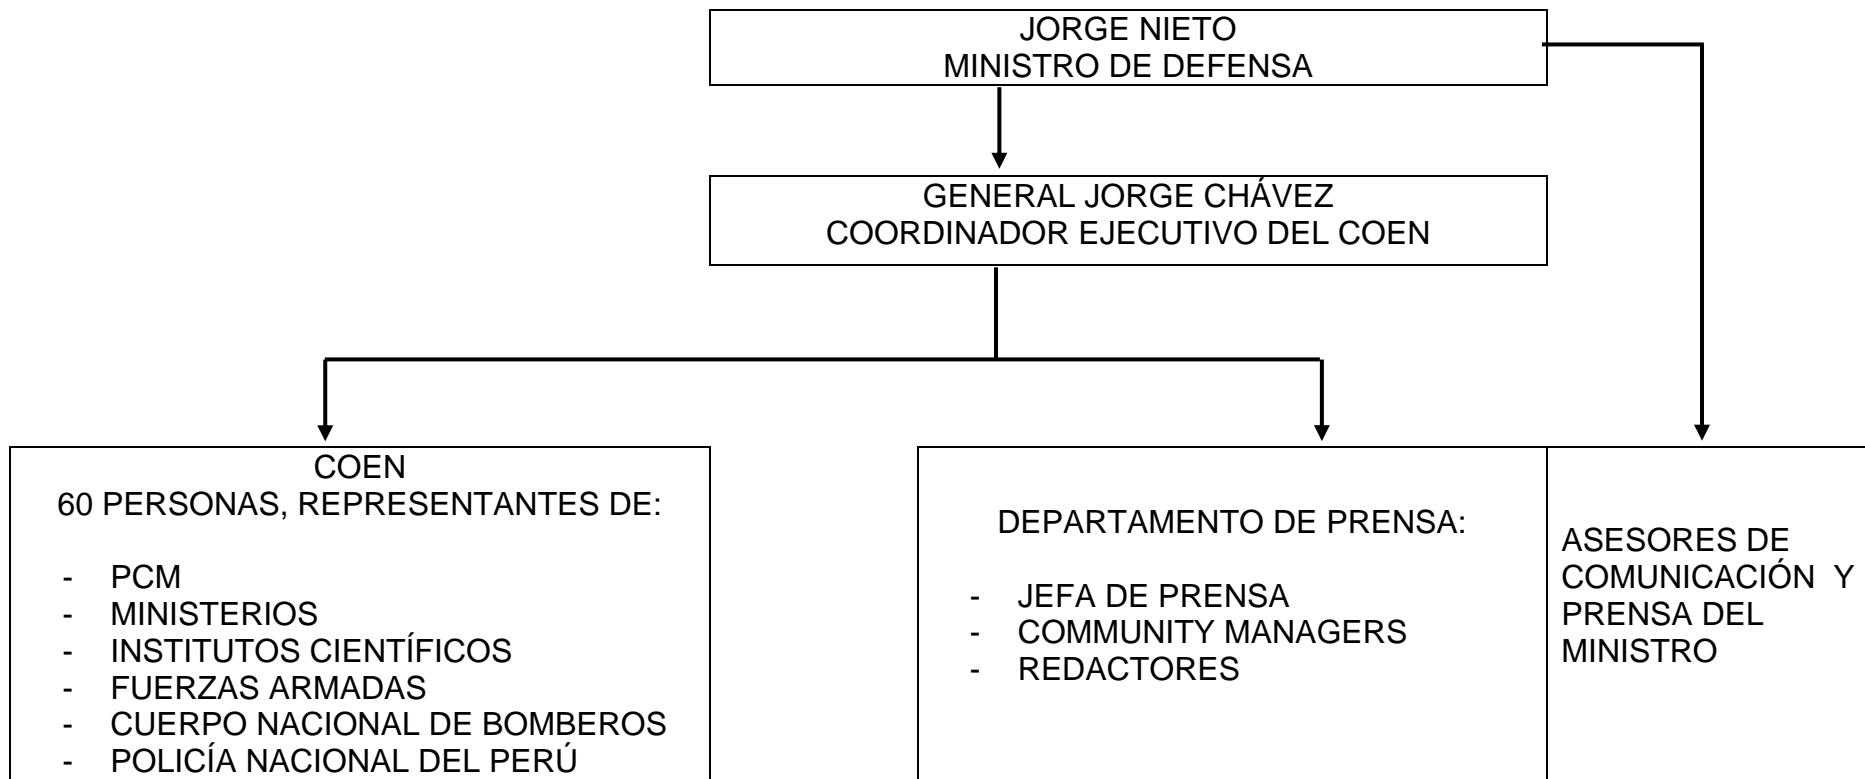 JORGE NIETO
MINISTRO DE DEFENSA
GENERAL JORGE CHÁVEZ
COORDINADOR EJECUTIVO DEL COEN
COEN
60 PERSONAS, REPRESENTANTES DE:
- PCM
- MINISTERIOS
- INSTITUTOS CIENTÍFICOS
- FUERZAS ARMADAS
- CUERPO NACIONAL DE BOMBEROS
- POLICÍA NACIONAL DEL PERÚ
DEPARTAMENTO DE PRENSA:
- JEFA DE PRENSA
- COMMUNITY MANAGERS
- REDACTORES
ASESORES DE
COMUNICACIÓN Y
PRENSA DEL
MINISTRO